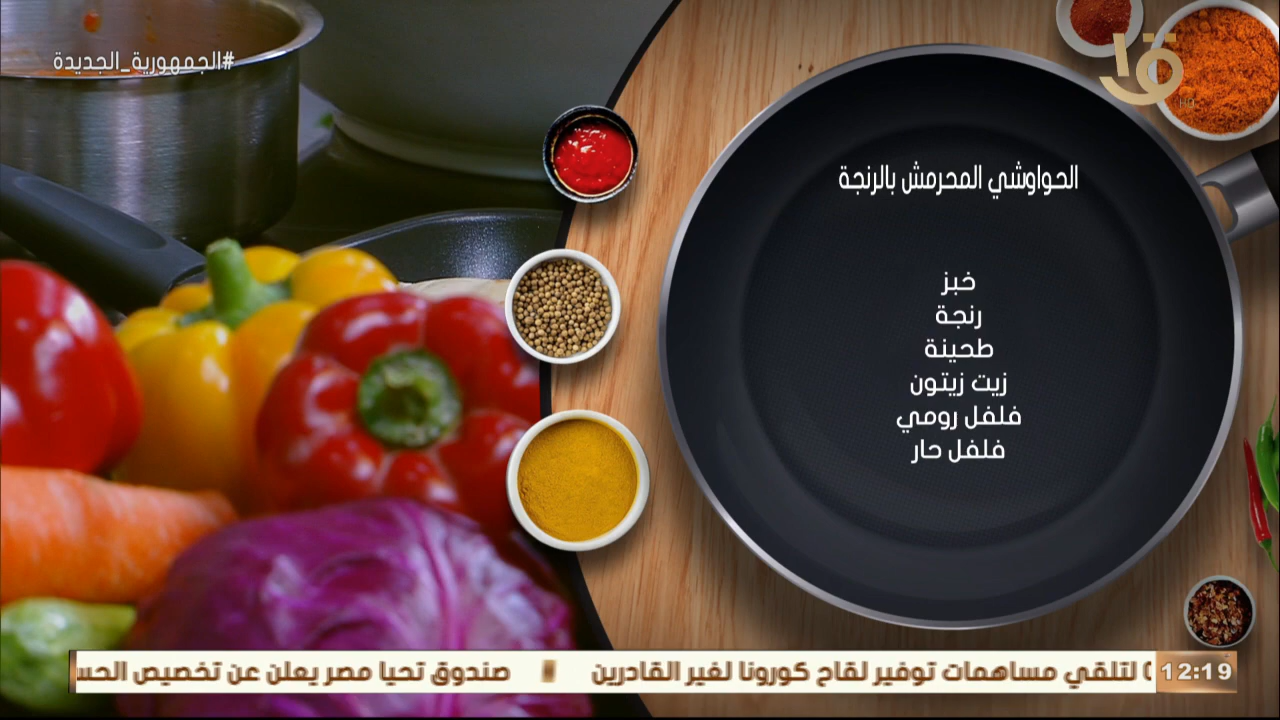 #الجمهورية_الجديدة
الحواوشي المحرمش بالرنجة
خبز
رنجة
طحينة
زيت زيتون
فلفل رومي
فلفل حار
لتلقي مساهمات توفير لقاح كورونا لغير القادرين صندوق تحيا مصر يعلن عن تخصيص
12:19
HD